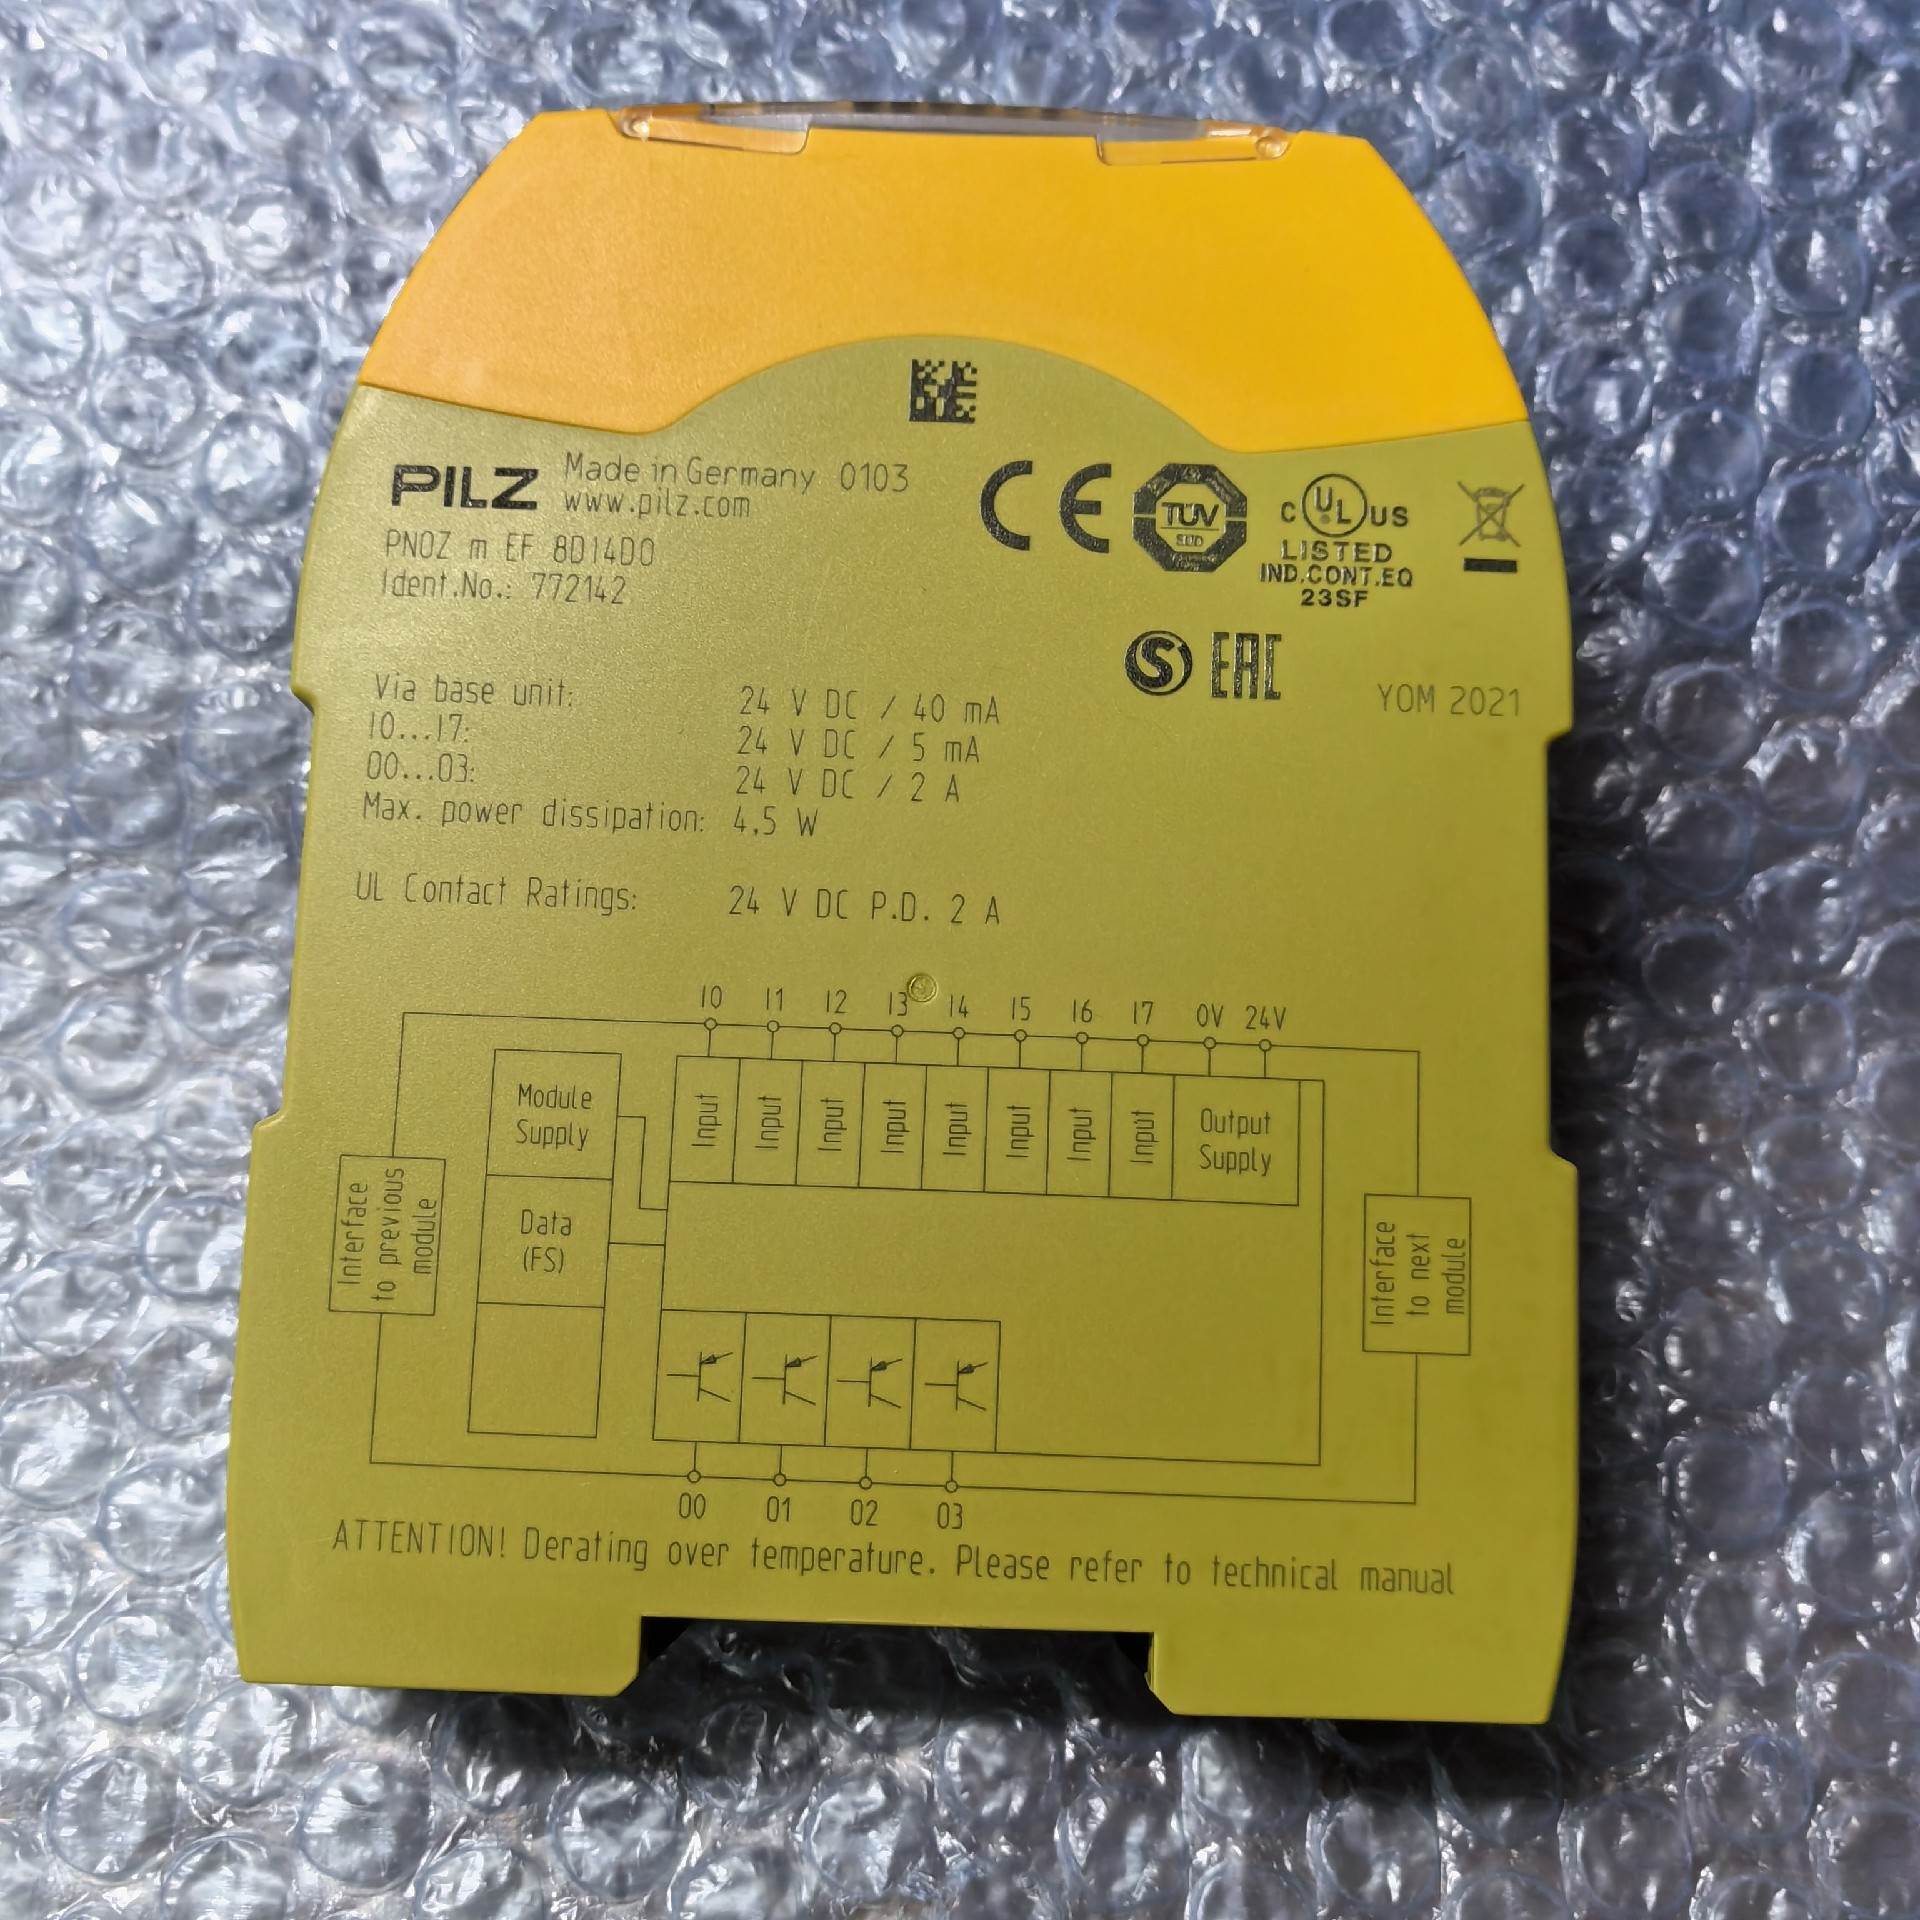 PILZ Made in Germany 0103
www.pilz.com
PNOZ m EF 8DI4DO
Ident.No.: 772142
CE
TÜV
SÜD
C UL US
LISTED
IND.CONT.EQ
23SF
S EAC
YOM 2021
Via base unit: 24 V DC / 40 mA
I0...I7: 24 V DC / 5 mA
O0...O3: 24 V DC / 2 A
Max. power dissipation: 4,5 W
UL Contact Ratings: 24 V DC P.D. 2 A
I0 I1 I2 I3 I4 I5 I6 I7 0V 24V
Module
Supply
Input Input Input Input Input Input Input Input
Output
Supply
Interface
to previous
module
Data
(FS)
Interface
to next
module
O0 O1 O2 O3
ATTENTION! Derating over temperature. Please refer to technical manual